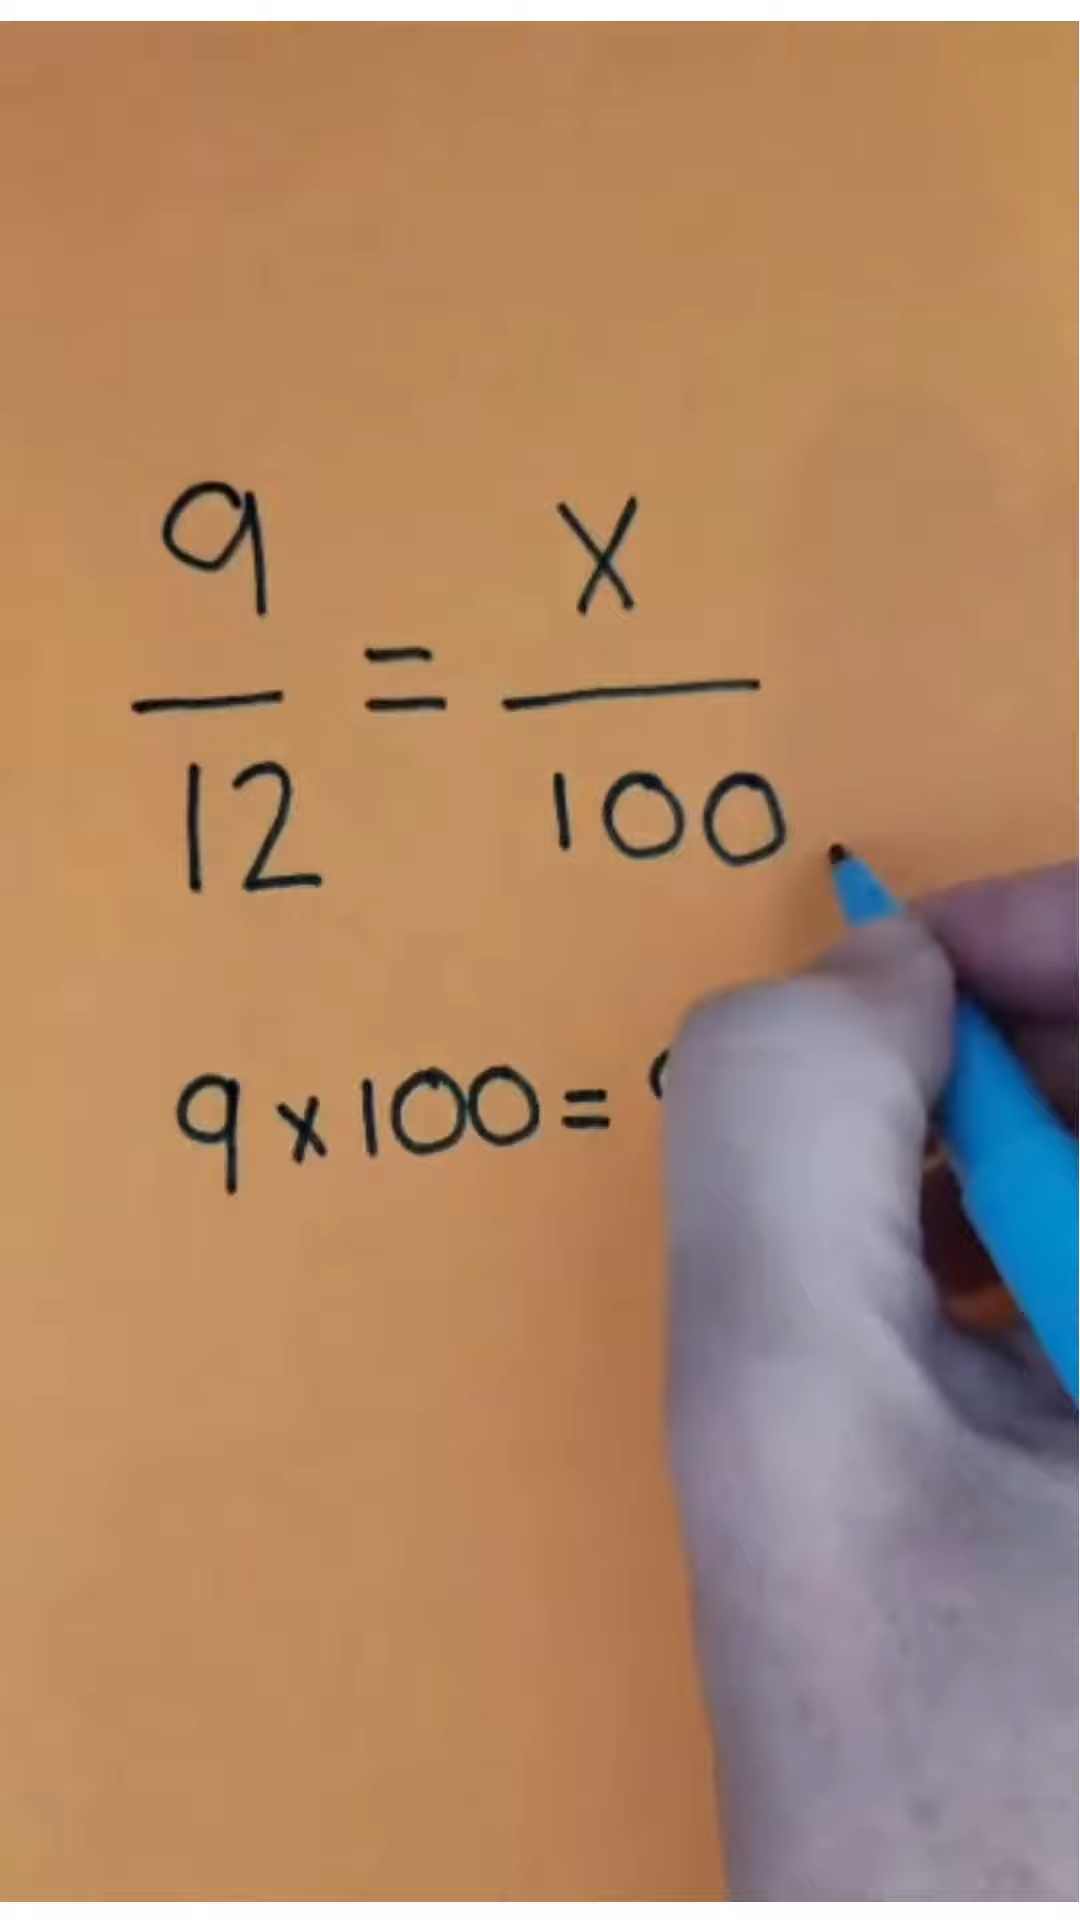 9 = x
12 100
9 x 100 =